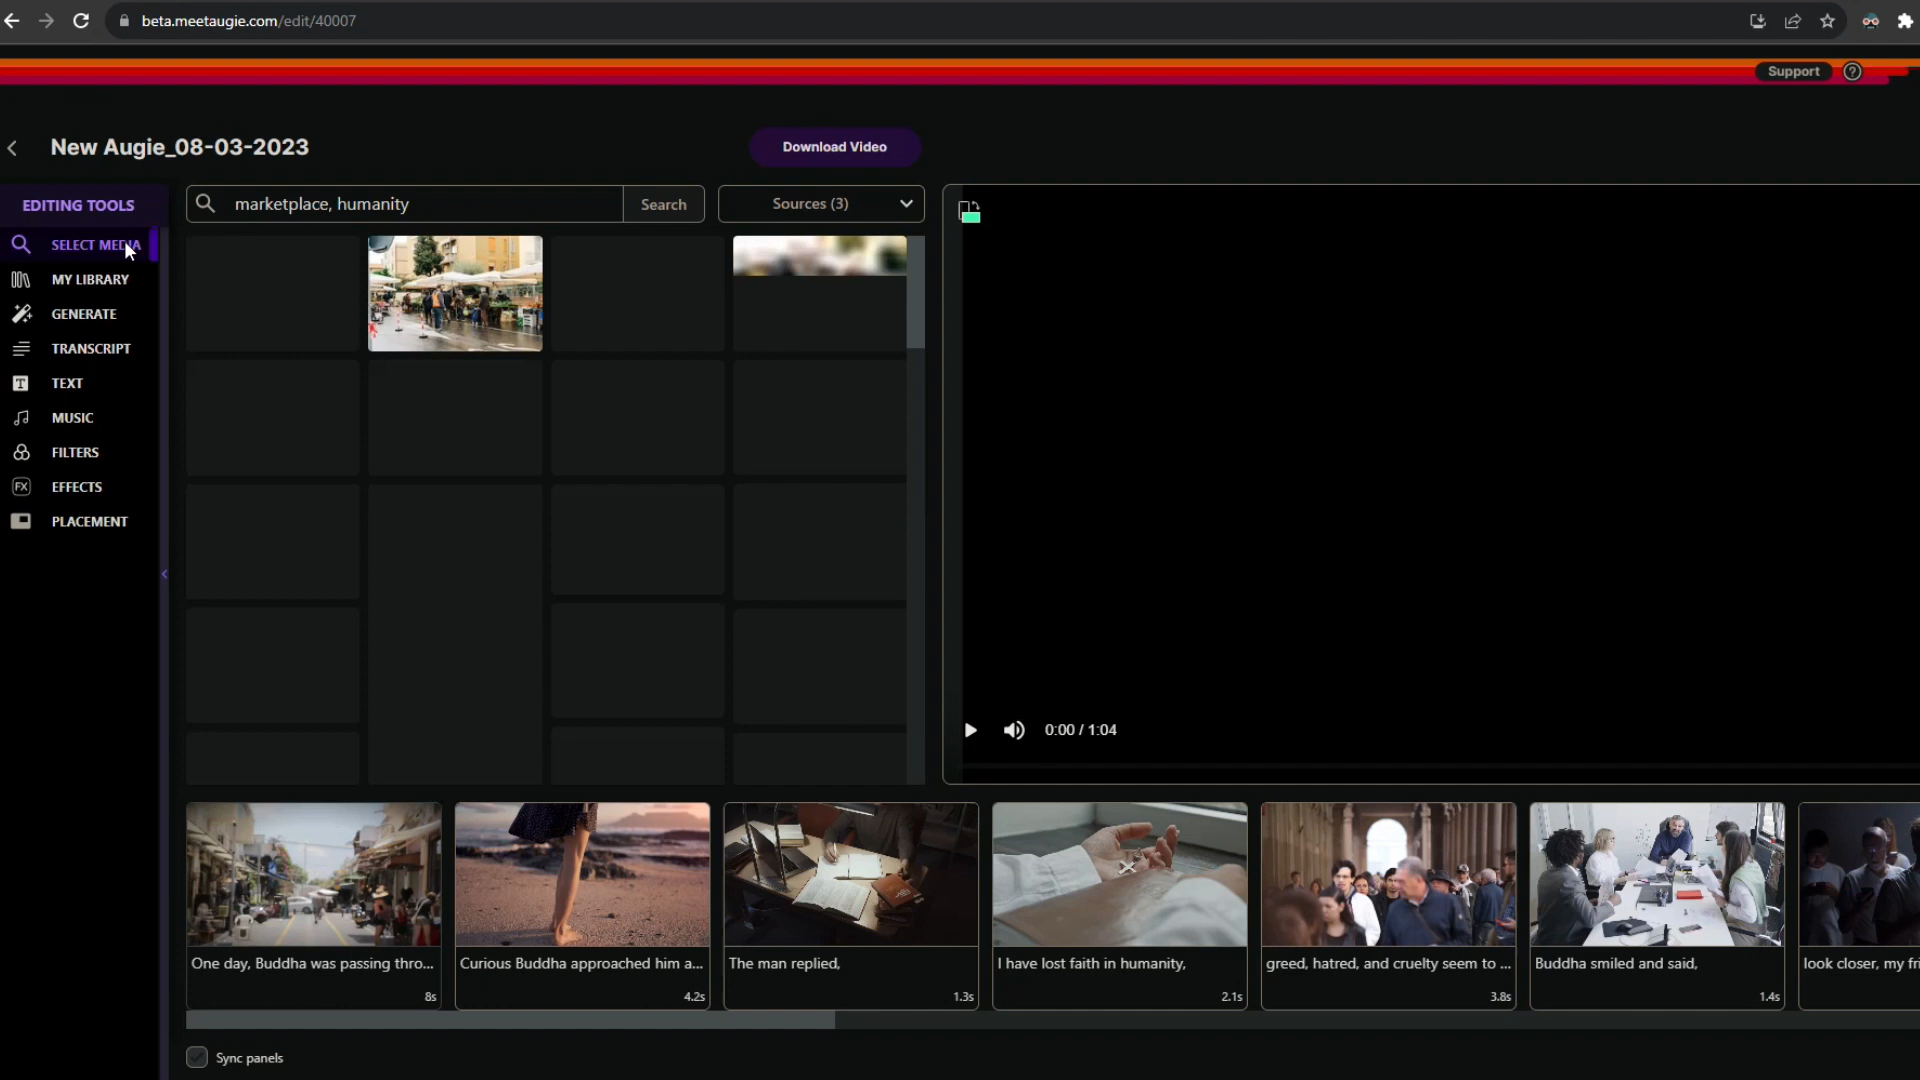 beta.meetaugie.com/edit/40007
Support
New Augie_08-03-2023
Download Video
EDITING TOOLS
marketplace, humanity
Search
Sources (3)
SELECT MEDIA
MY LIBRARY
GENERATE
TRANSCRIPT
T TEXT
MUSIC
FILTERS
FX EFFECTS
PLACEMENT
0:00 / 1:04
One day, Buddha was passing thro...
8s
Curious Buddha approached him a...
4.2s
The man replied,
1.3s
I have lost faith in humanity,
2.1s
greed, hatred, and cruelty seem to ...
3.8s
Buddha smiled and said,
1.4s
look closer, my fri
Sync panels